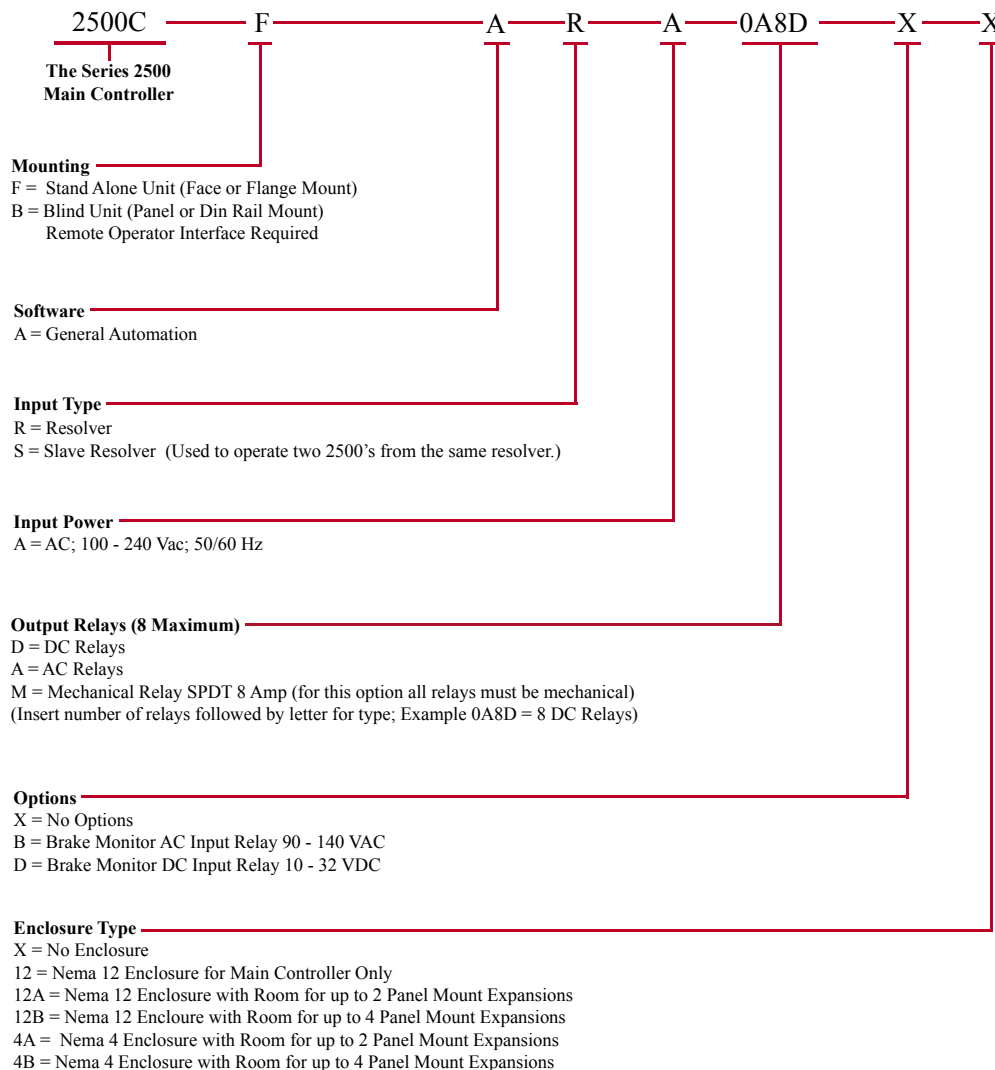 2500C F A R A 0A8D X X
The Series 2500
Main Controller
Mounting
F = Stand Alone Unit (Face or Flange Mount)
B = Blind Unit (Panel or Din Rail Mount)
Remote Operator Interface Required
Software
A = General Automation
Input Type
R = Resolver
S = Slave Resolver (Used to operate two 2500's from the same resolver.)
Input Power
A = AC; 100 - 240 Vac; 50/60 Hz
Output Relays (8 Maximum)
D = DC Relays
A = AC Relays
M = Mechanical Relay SPDT 8 Amp (for this option all relays must be mechanical)
(Insert number of relays followed by letter for type; Example 0A8D = 8 DC Relays)
Options
X = No Options
B = Brake Monitor AC Input Relay 90 - 140 VAC
D = Brake Monitor DC Input Relay 10 - 32 VDC
Enclosure Type
X = No Enclosure
12 = Nema 12 Enclosure for Main Controller Only
12A = Nema 12 Enclosure with Room for up to 2 Panel Mount Expansions
12B = Nema 12 Encloure with Room for up to 4 Panel Mount Expansions
4A = Nema 4 Enclosure with Room for up to 2 Panel Mount Expansions
4B = Nema 4 Enclosure with Room for up to 4 Panel Mount Expansions